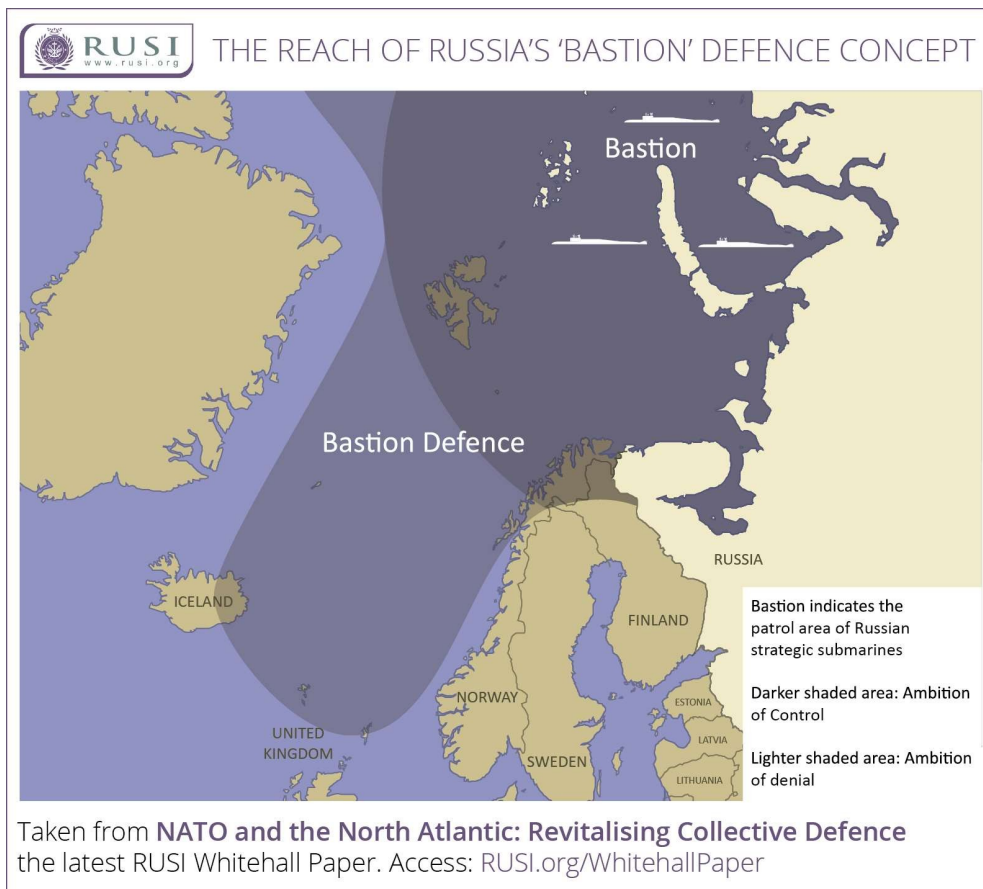 RUSI
www.rusi.org
THE REACH OF RUSSIA'S ‘BASTION’ DEFENCE CONCEPT
Bastion
Bastion Defence
ICELAND
RUSSIA
FINLAND
NORWAY
SWEDEN
UNITED
KINGDOM
ESTONIA
LATVIA
LITHUANIA
Bastion indicates the
patrol area of Russian
strategic submarines
Darker shaded area: Ambition
of Control
Lighter shaded area: Ambition
of denial
Taken from NATO and the North Atlantic: Revitalising Collective Defence
the latest RUSI Whitehall Paper. Access: RUSI.org/WhitehallPaper